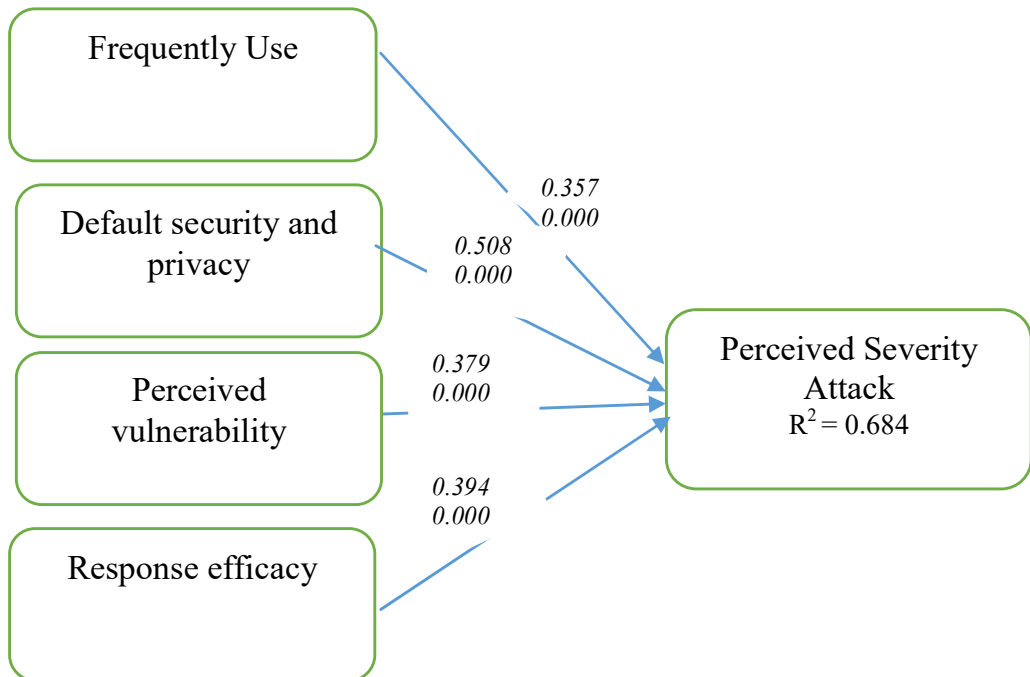 Frequently Use
0.357
0.000
Default security and
privacy
0.508
0.000
Perceived
vulnerability
0.379
0.000
Response efficacy
0.394
0.000
Perceived Severity
Attack
R² = 0.684